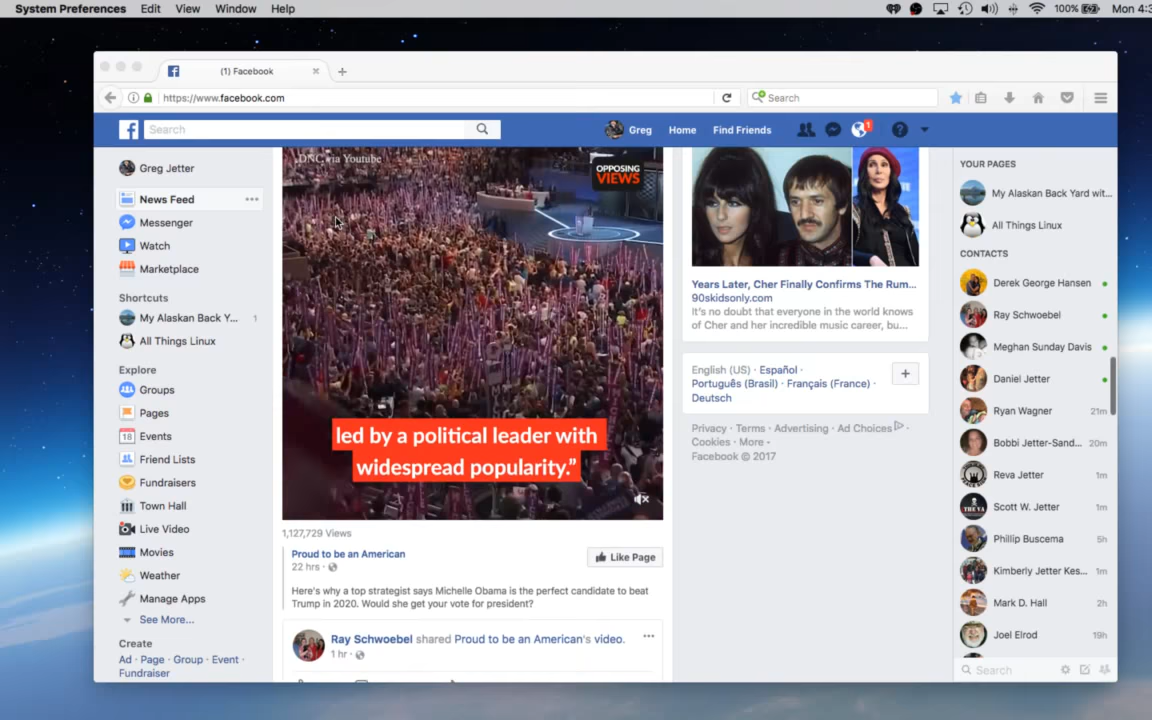 System Preferences Edit View Window Help
100%
Mon 4:3
(1) Facebook
https://www.facebook.com
Search
Search
Greg Home Find Friends
1
Greg Jetter
News Feed
Messenger
Watch
Marketplace
Shortcuts
My Alaskan Back Y... 1
All Things Linux
Explore
Groups
Pages
18 Events
Friend Lists
Fundraisers
Town Hall
Live Video
Movies
Weather
Manage Apps
See More...
Create
Ad · Page · Group · Event ·
Fundraiser
DNC via Youtube
OPPOSING
VIEWS
led by a political leader with
widespread popularity.”
1,127,729 Views
Proud to be an American
22 hrs ·
Like Page
Here's why a top strategist says Michelle Obama is the perfect candidate to beat
Trump in 2020. Would she get your vote for president?
Ray Schwoebel shared Proud to be an American's video.
1 hr ·
Years Later, Cher Finally Confirms The Rum...
90skidsonly.com
It's no doubt that everyone in the world knows
of Cher and her incredible music career, bu...
English (US) · Español ·
Português (Brasil) · Français (France) ·
Deutsch
Privacy · Terms · Advertising · Ad Choices ·
Cookies · More
Facebook © 2017
YOUR PAGES
My Alaskan Back Yard wit...
All Things Linux
CONTACTS
Derek George Hansen
Ray Schwoebel
Meghan Sunday Davis
Daniel Jetter
Ryan Wagner 21m
Bobbi Jetter-Sand... 20m
Reva Jetter 1m
Scott W. Jetter 1m
Phillip Buscema 5h
Kimberly Jetter Kes... 1m
Mark D. Hall 2h
Joel Elrod 19h
Search